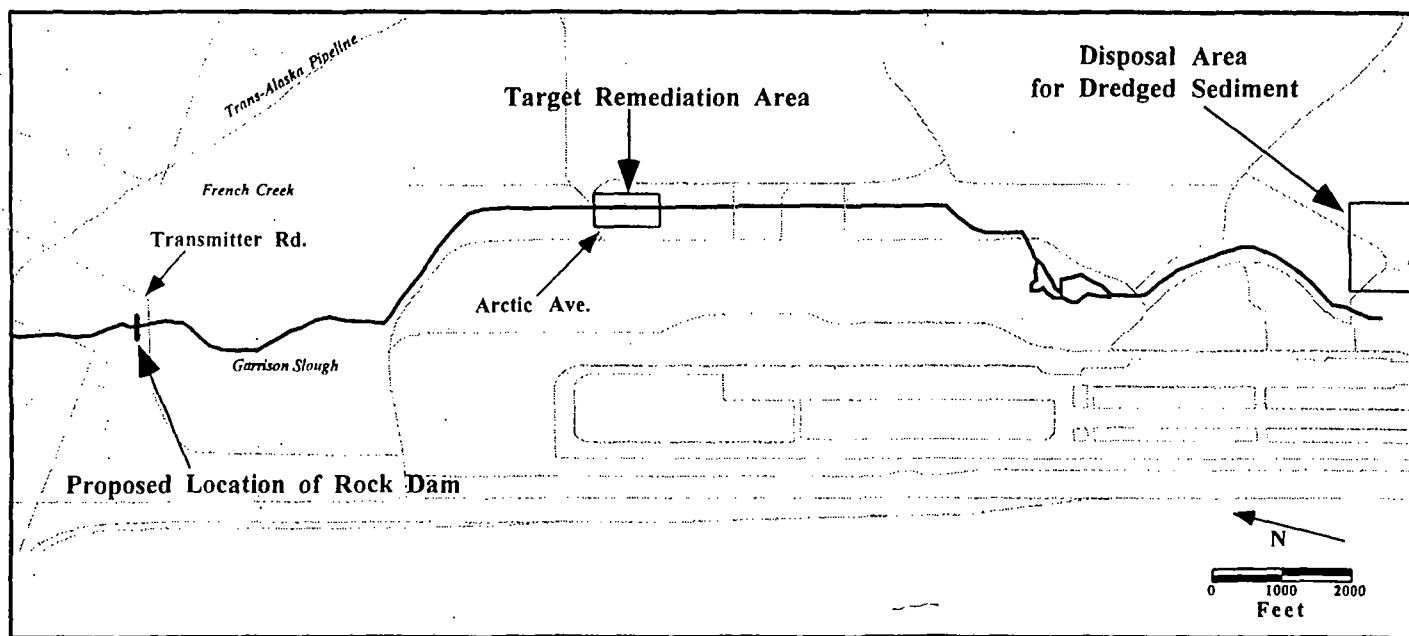 Trans-Alaska Pipeline
Target Remediation Area
Disposal Area
for Dredged Sediment
French Creek
Transmitter Rd.
Arctic Ave.
Garrison Slough
Proposed Location of Rock Dam
N
0 1000 2000
Feet